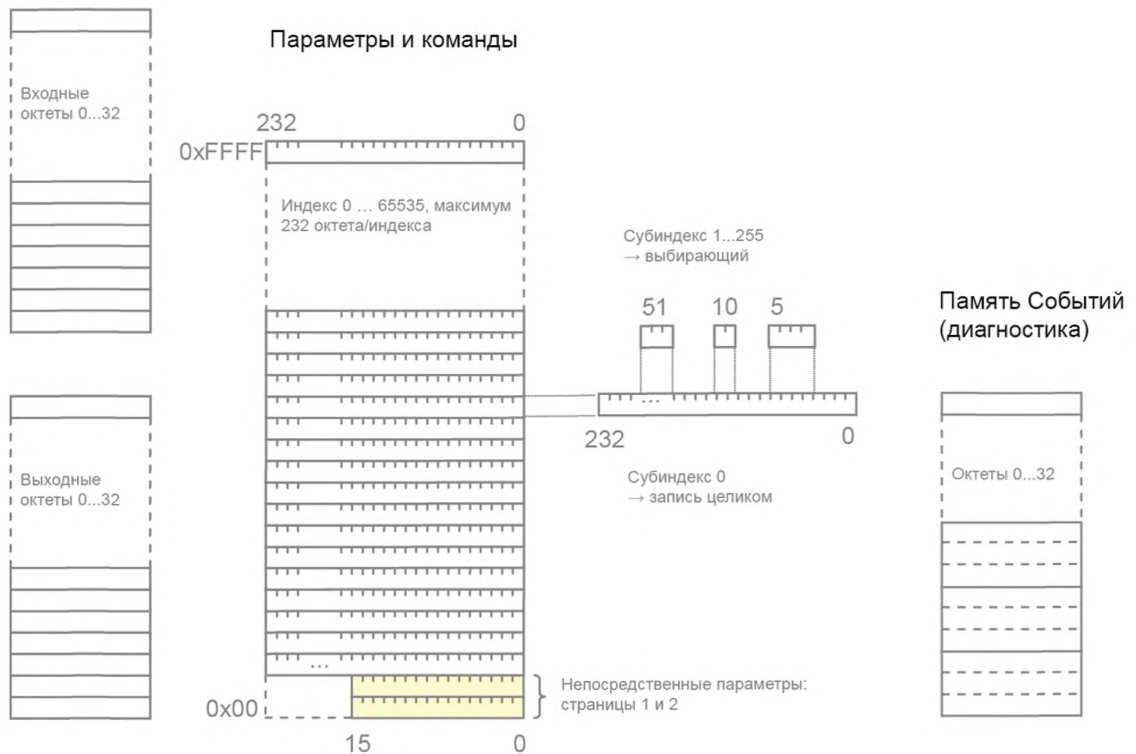 Параметры и команды
Входные
октеты 0...32
232 0
0xFFFF
Индекс 0 ... 65535, максимум
232 октета/индекса
Субиндекс 1...255
→ выбирающий
51 10 5
Память Событий
(диагностика)
...
232 0
Выходные
октеты 0...32
Субиндекс 0
→ запись целиком
Октеты 0...32
...
Непосредственные параметры:
страницы 1 и 2
0x00
15 0